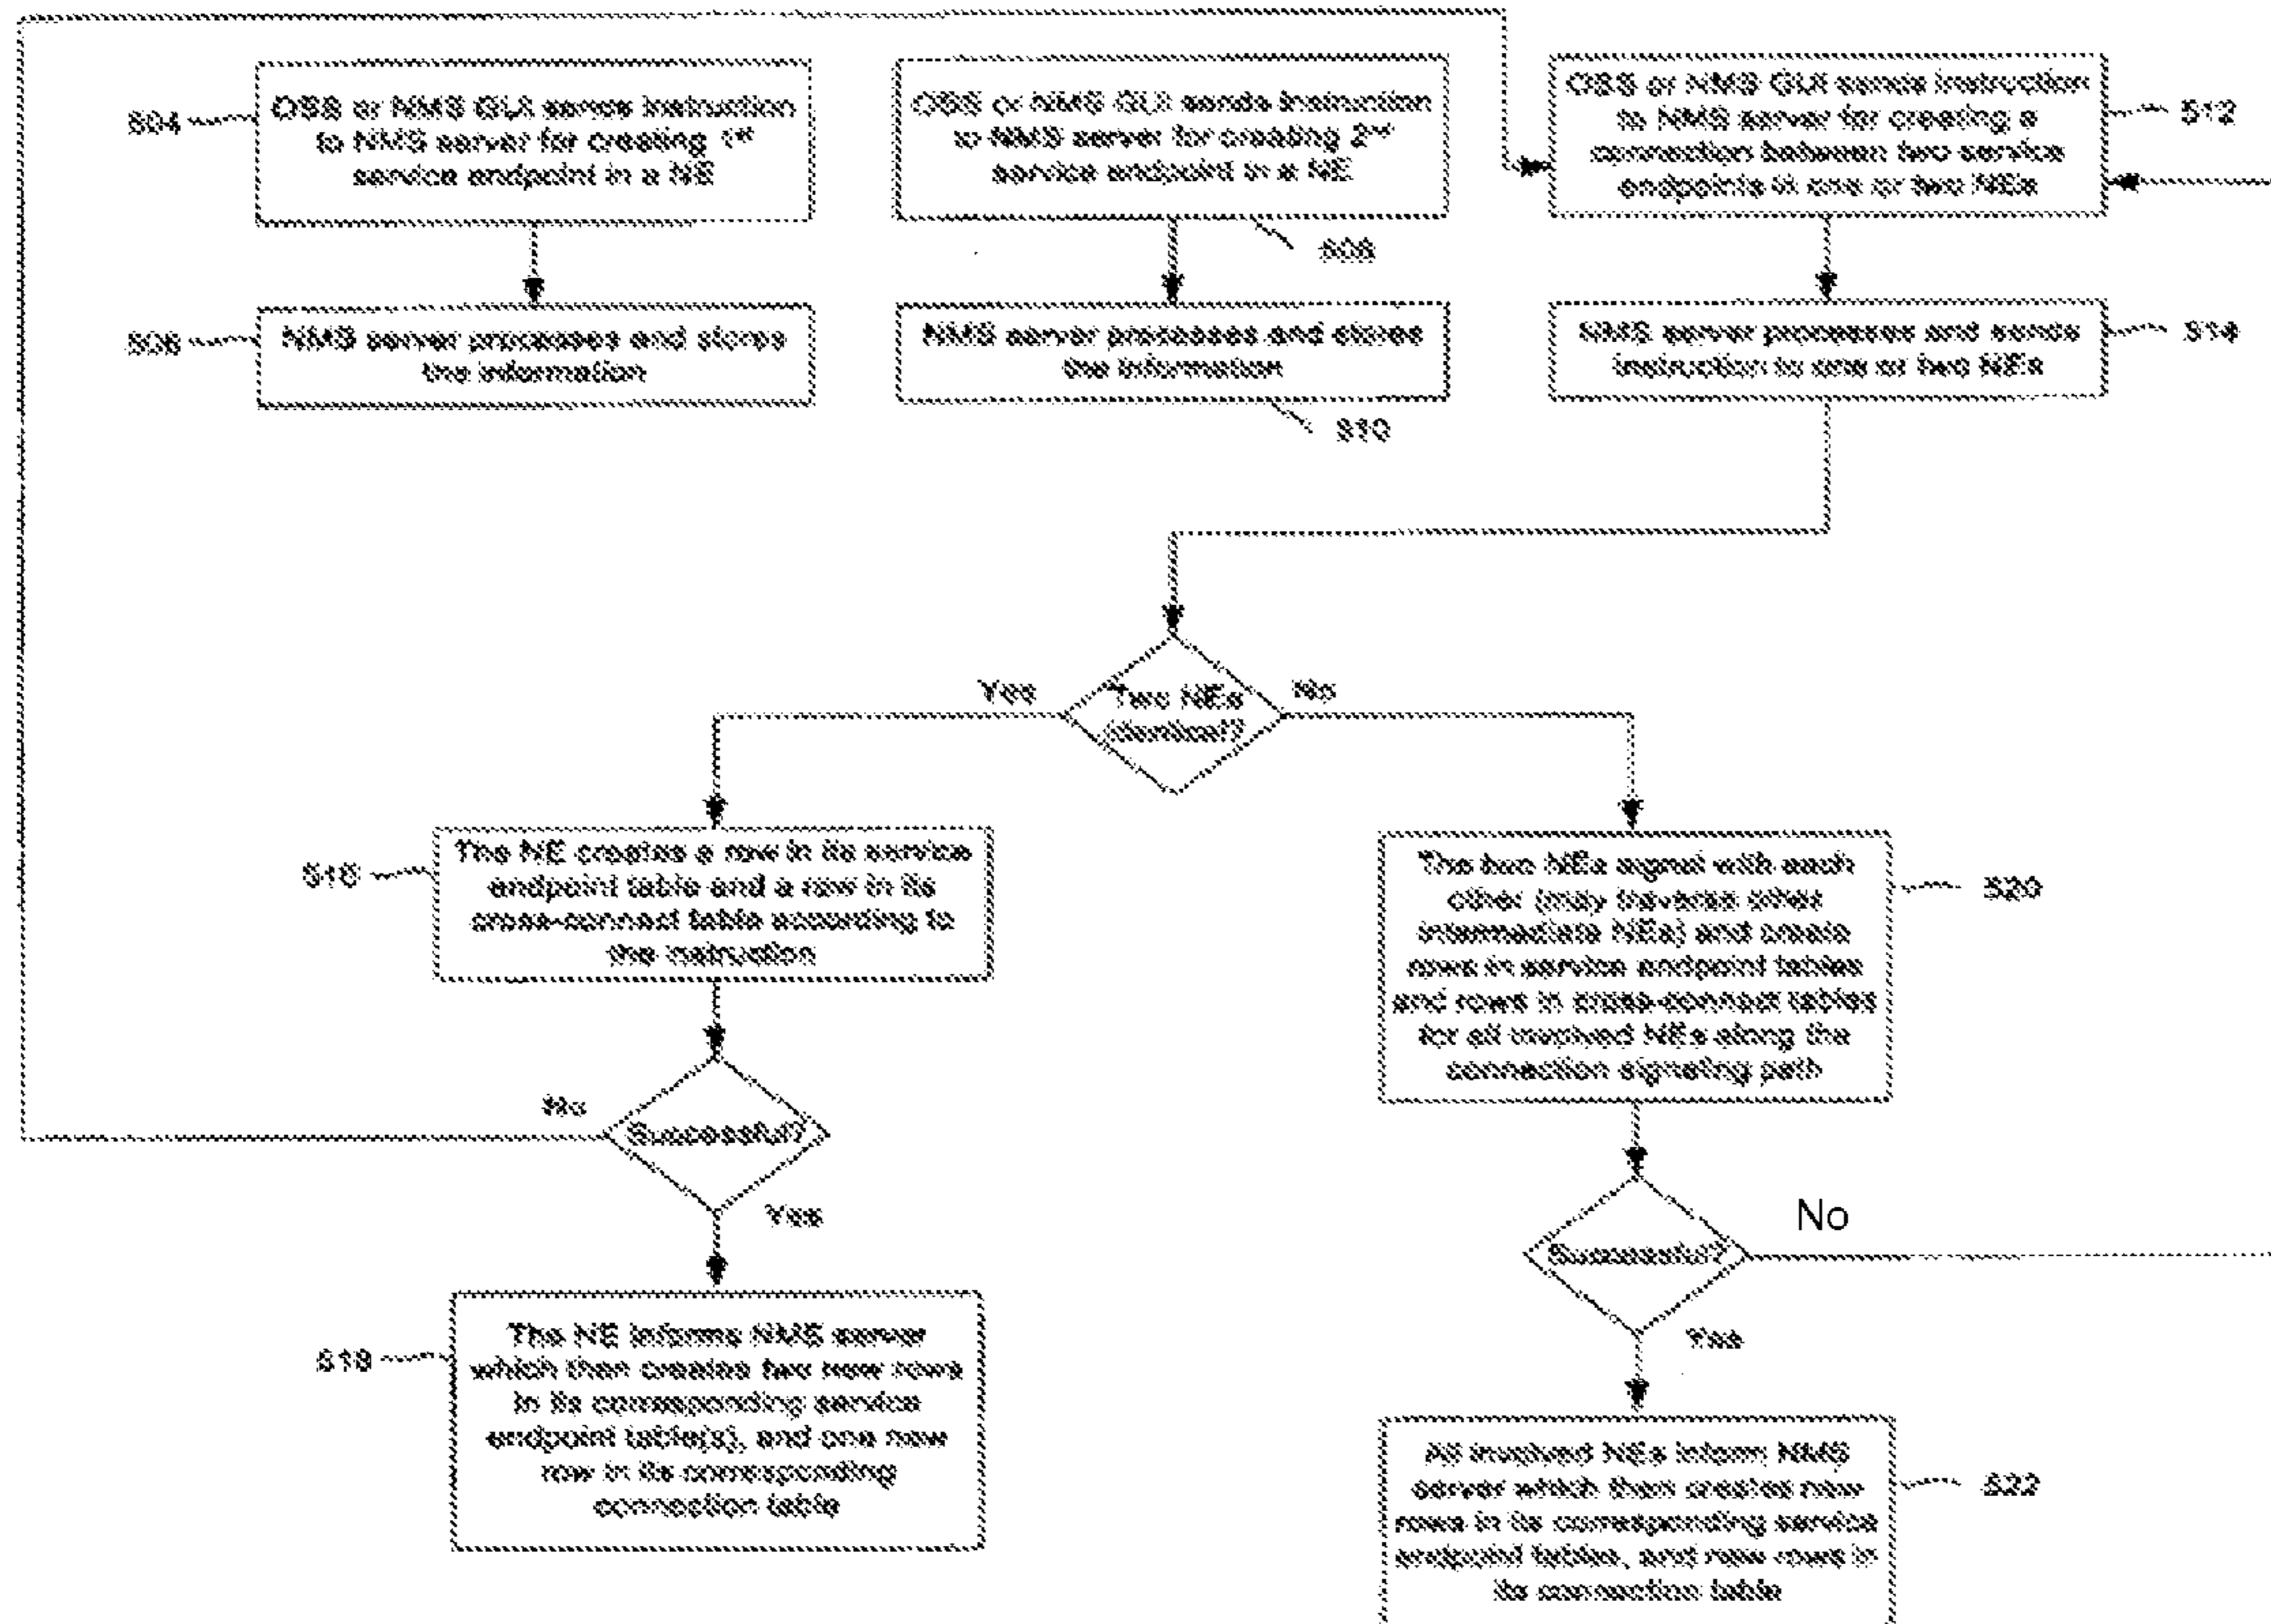 504
OSS or NMS GUI sends instruction
to NMS server for creating 1st
service endpoint in a NE
OSS or NMS GUI sends instruction
to NMS server for creating 2nd
service endpoint in a NE
508
OSS or NMS GUI sends instruction
to NMS server for creating a
connection between two service
endpoints in one or two NEs
512
506
NMS server processes and stores
the information
NMS server processes and stores
the information
510
NMS server processes and sends
instruction to one or two NEs
514
Two NEs
identical?
Yes
No
516
The NE creates a row in its service
endpoint table and a row in its
cross-connect table according to
the instruction
The two NEs signal with each
other (may traverse other
intermediate NEs) and create
rows in service endpoint tables
and rows in cross-connect tables
for all involved NEs along the
connection signaling path
520
No
Successful?
Yes
Successful?
No
Yes
518
The NE informs NMS server
which then creates two new rows
in its corresponding service
endpoint table(s), and one new
row in its corresponding
connection table
All involved NEs inform NMS
server which then creates new
rows in its corresponding service
endpoint tables, and new rows in
its connection table
522